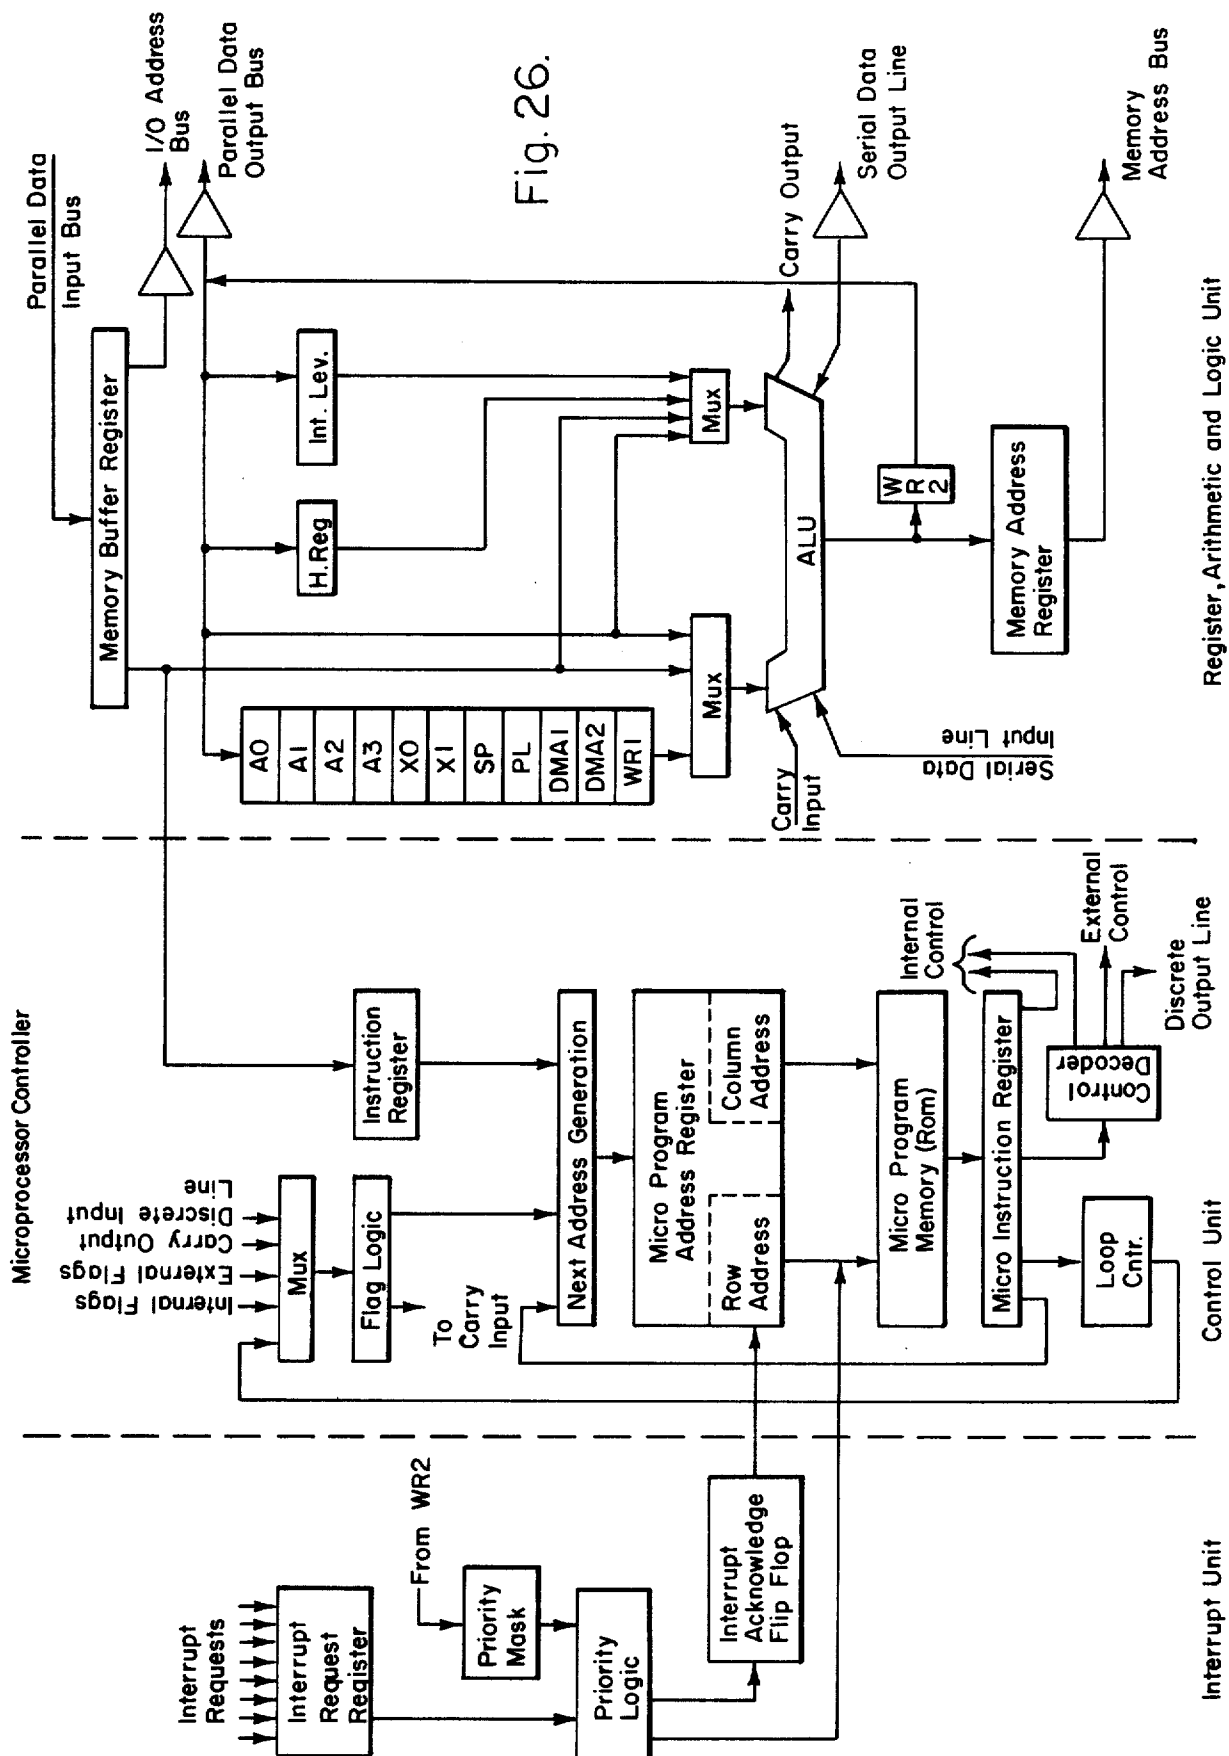 Microprocessor Controller
Interrupt
Requests
Interrupt
Request
Register
From WR2
Priority
Mask
Priority
Logic
Interrupt
Acknowledge
Flip Flop
Interrupt Unit
Internal Flags
External Flags
Carry Output
Discrete Input
Line
Mux
Flag Logic
To
Carry
Input
Instruction
Register
Next Address Generation
Micro Program
Address Register
Row
Address
Column
Address
Micro Program
Memory (Rom)
Micro Instruction Register
Loop
Cntr.
Control
Decoder
Internal
Control
External
Control
Discrete
Output Line
Control Unit
Parallel Data
Input Bus
Memory Buffer Register
I/O Address
Bus
Parallel Data
Output Bus
A0
A1
A2
A3
X0
X1
SP
PL
DMA1
DMA2
WR1
H.Reg
Int. Lev.
Mux
Mux
Carry
Input
Serial Data
Input Line
ALU
Carry Output
Serial Data
Output Line
W
R
2
Memory Address
Register
Memory
Address Bus
Register, Arithmetic and Logic Unit
Fig. 26.